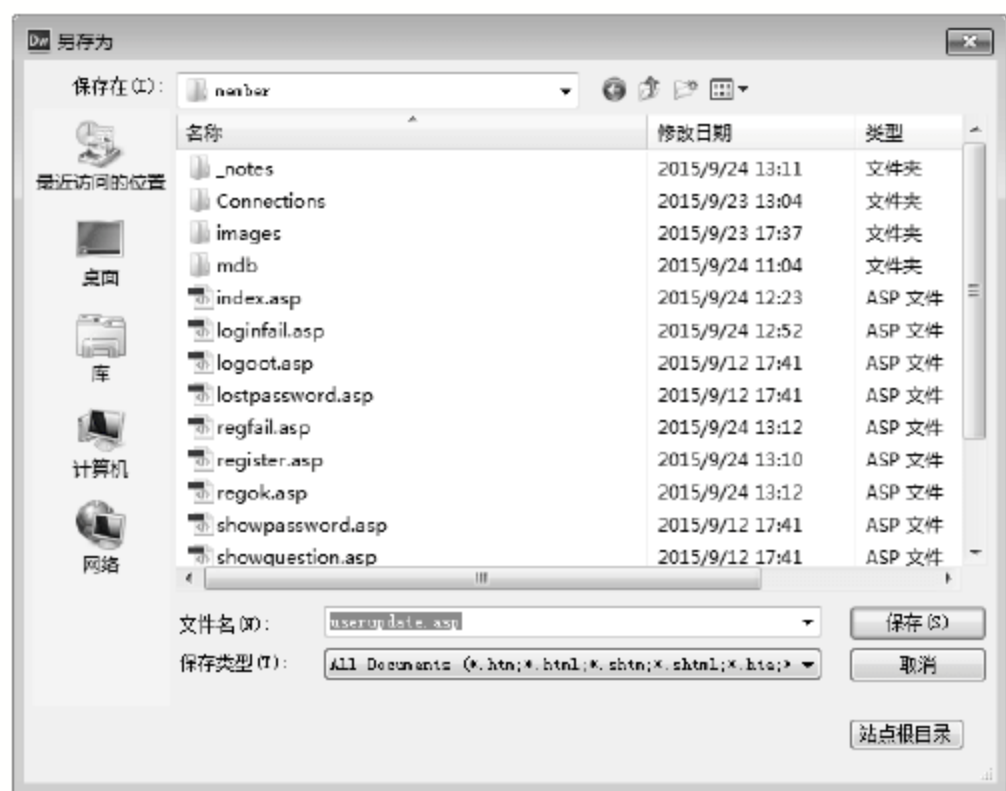 Dw 另存为
保存在(I): menber
名称 修改日期 类型
_notes 2015/9/24 13:11 文件夹
Connections 2015/9/23 13:04 文件夹
images 2015/9/23 17:37 文件夹
mdb 2015/9/24 11:04 文件夹
index.asp 2015/9/24 12:23 ASP 文件
loginfail.asp 2015/9/24 12:52 ASP 文件
logoot.asp 2015/9/12 17:41 ASP 文件
lostpassword.asp 2015/9/12 17:41 ASP 文件
regfail.asp 2015/9/24 13:12 ASP 文件
register.asp 2015/9/24 13:10 ASP 文件
regok.asp 2015/9/24 13:12 ASP 文件
showpassword.asp 2015/9/12 17:41 ASP 文件
showquestion.asp 2015/9/12 17:41 ASP 文件
最近访问的位置
桌面
库
计算机
网络
文件名(N): userupdate.asp 保存(S)
保存类型(T): All Documents (*.htm;*.html;*.shtm;*.shtml;*.hta;* 取消
站点根目录